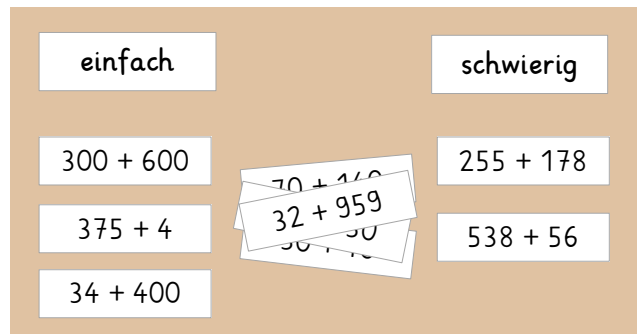 einfach
schwierig
300 + 600
375 + 4
34 + 400
32 + 959
255 + 178
538 + 56